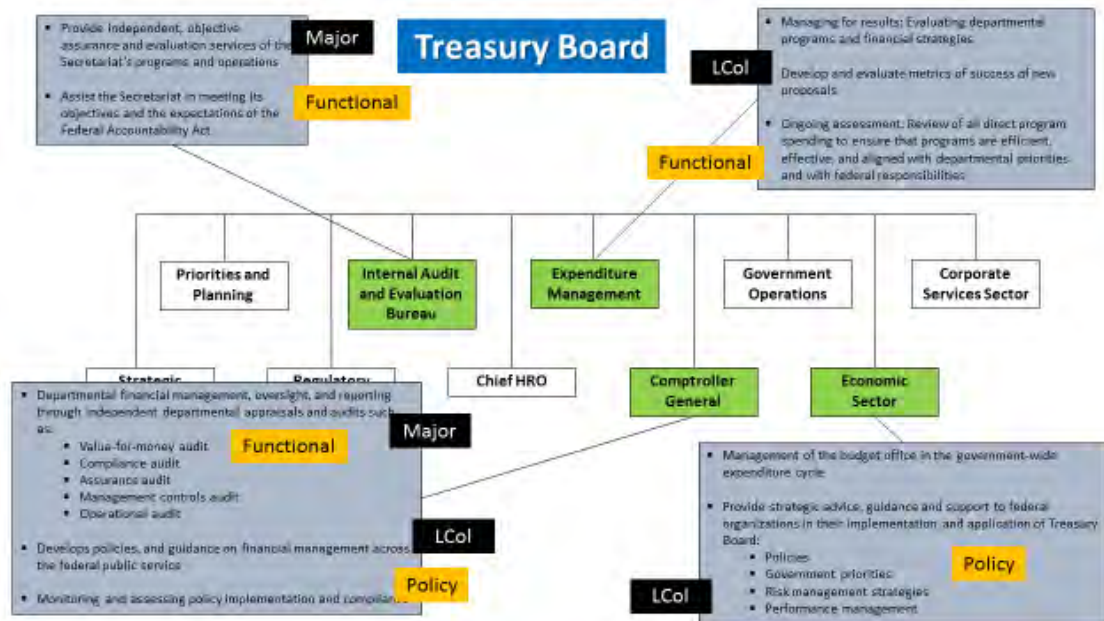 Treasury Board
• Provide independent, objective
assurance and evaluation services of the
Secretariat's programs and operations
• Assist the Secretariat in meeting its
objectives and the expectations of the
Federal Accountability Act
Major
Functional
LCol
Functional
• Managing for results: Evaluating departmental
programs and financial strategies
Develop and evaluate metrics of success of new
proposals
• Ongoing assessment: Review of all direct program
spending to ensure that programs are efficient,
effective, and aligned with departmental priorities
and with federal responsibilities
Priorities and
Planning
Internal Audit
and Evaluation
Bureau
Expenditure
Management
Government
Operations
Corporate
Services Sector
Strategic
Regulatory
Chief HRO
Comptroller
General
Economic
Sector
• Departmental financial management, oversight, and reporting
through independent departmental appraisals and audits such
as:
• Value-for-money audit
• Compliance audit
• Assurance audit
• Management controls audit
• Operational audit
• Develops policies, and guidance on financial management across
the federal public service
• Monitoring and assessing policy implementation and compliance
Functional
Major
LCol
Policy
• Management of the budget office in the government-wide
expenditure cycle
• Provide strategic advice, guidance and support to federal
organizations in their implementation and application of Treasury
Board:
• Policies
• Government priorities
• Risk management strategies
• Performance management
Policy
LCol